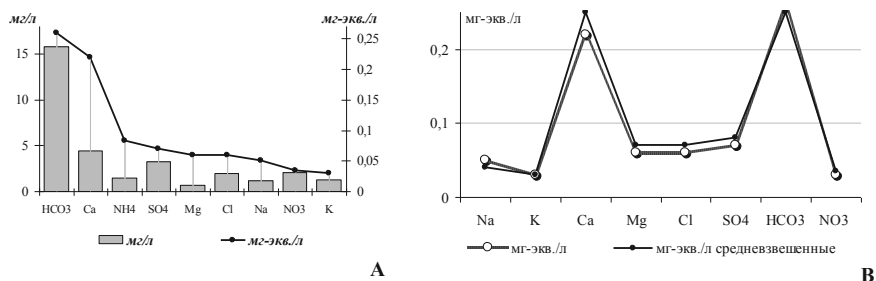 мг/л
мг-экв./л
15
10
5
0
0,25
0,2
0,15
0,1
0,05
0
HCO3 Ca NH4 SO4 Mg Cl Na NO3 K
мг/л мг-экв./л
А
мг-экв./л
0,2
0,1
0
Na K Ca Mg Cl SO4 HCO3 NO3
мг-экв./л мг-экв./л средневзвешенные
В